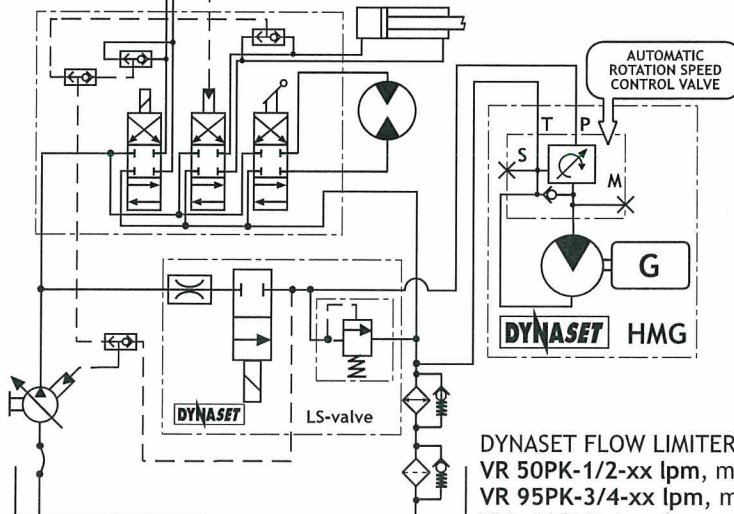 AUTOMATIC
ROTATION SPEED
CONTROL VALVE
T P
S
M
G
DYNASET HMG
DYNASET LS-valve
DYNASET FLOW LIMITER
VR 50PK-1/2-xx lpm, m
VR 95PK-3/4-xx lpm, m